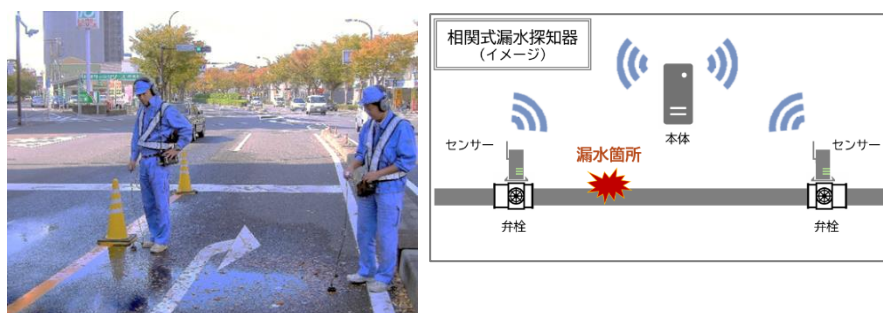 相関式漏水探知器
（イメージ）
本体
センサー
センサー
漏水箇所
弁栓
弁栓